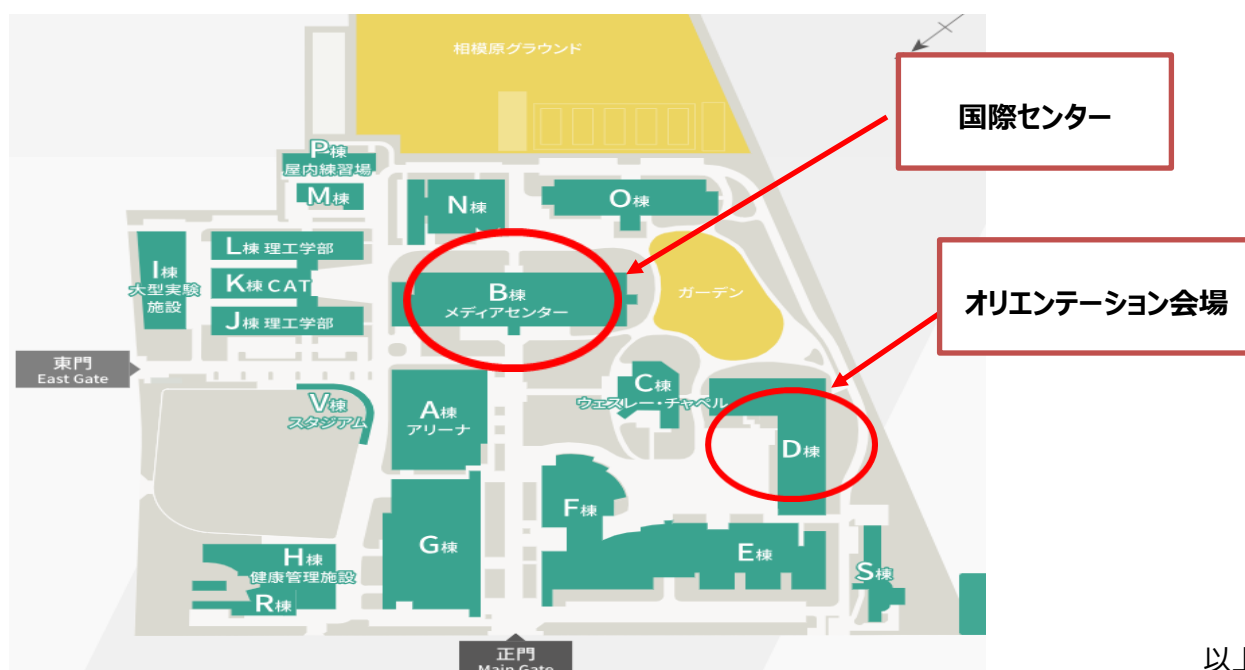 相模原グラウンド
国際センター
P棟
屋内練習場
M棟
N棟
O棟
L棟 理工学部
I棟
大型実験
施設
K棟 CAT
J棟 理工学部
B棟
メディアセンター
ガーデン
オリエンテーション会場
東門
East Gate
V棟
スタジアム
A棟
アリーナ
C棟
ウェスレー・チャペル
D棟
F棟
G棟
E棟
H棟
健康管理施設
R棟
S棟
正門
Main Gate
以上